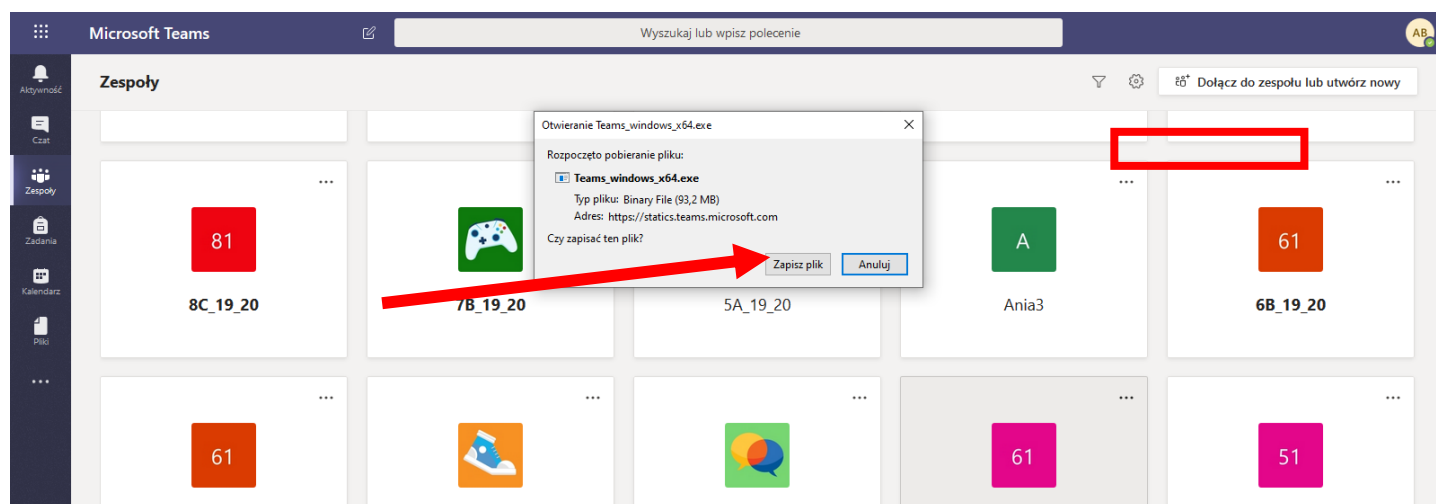 Microsoft Teams
Wyszukaj lub wpisz polecenie
AB
Aktywność
Czat
Zespoły
Zadania
Kalendarz
Pliki
Zespoły
Dołącz do zespołu lub utwórz nowy
Otwieranie Teams_windows_x64.exe
Rozpoczęto pobieranie pliku:
Teams_windows_x64.exe
Typ pliku: Binary File (93,2 MB)
Adres: https://statics.teams.microsoft.com
Czy zapisać ten plik?
Zapisz plik
Anuluj
81
A
61
8C_19_20
7B_19_20
5A_19_20
Ania3
6B_19_20
61
61
51